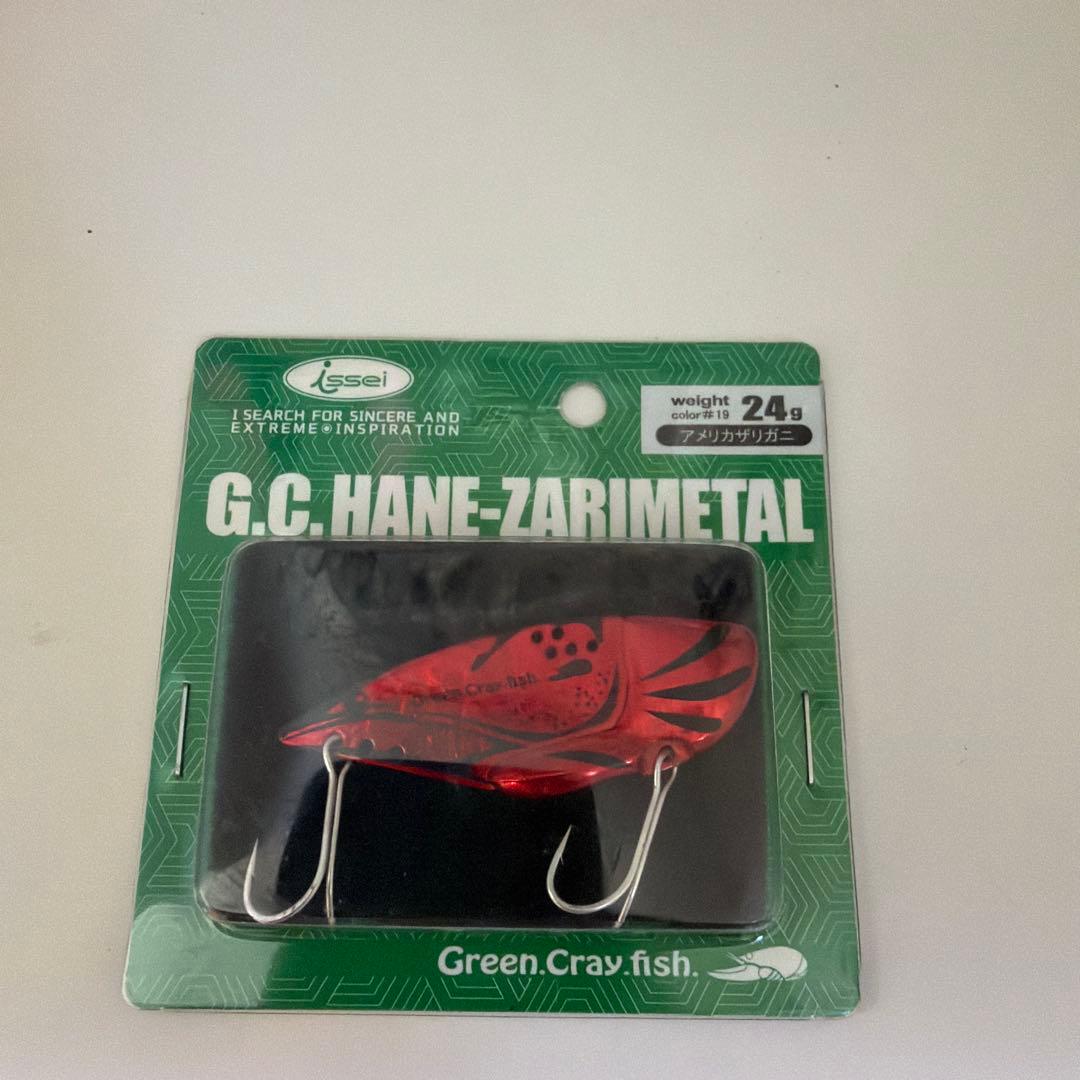 issei
I SEARCH FOR SINCERE AND
EXTREME◉INSPIRATION
weight 24g
color#19
アメリカザリガニ
G.C.HANE-ZARIMETAL
Green.Cray.fish
Green.Cray.fish.